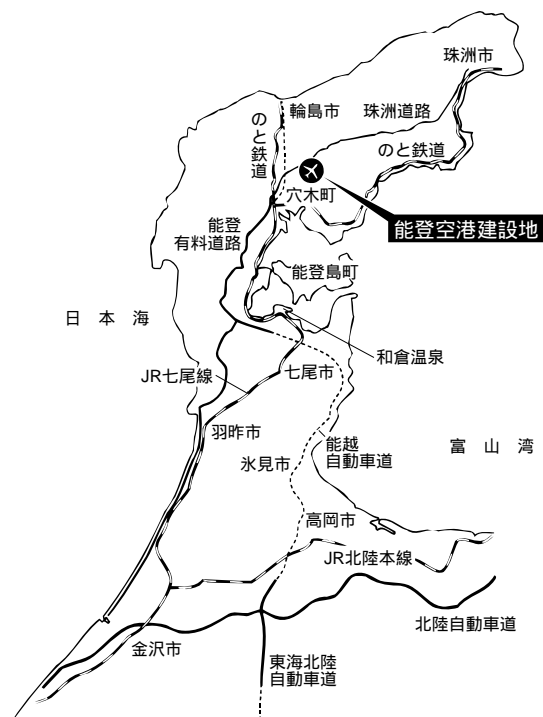 珠洲市
輪島市
珠洲道路
のと鉄道
のと鉄道
穴木町
能登空港建設地
能登
有料道路
能登島町
日本海
和倉温泉
JR七尾線
七尾市
羽咋市
能越
自動車道
富山湾
氷見市
高岡市
JR北陸本線
北陸自動車道
金沢市
東海北陸
自動車道